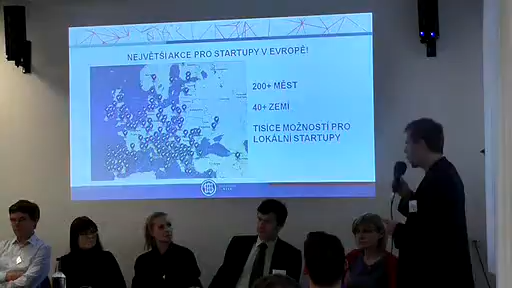 NEJVĚTŠÍ AKCE PRO STARTUPY V EVROPĚ!
200+ MĚST
40+ ZEMÍ
TISÍCE MOŽNOSTÍ PRO
LOKÁLNÍ STARTUPY